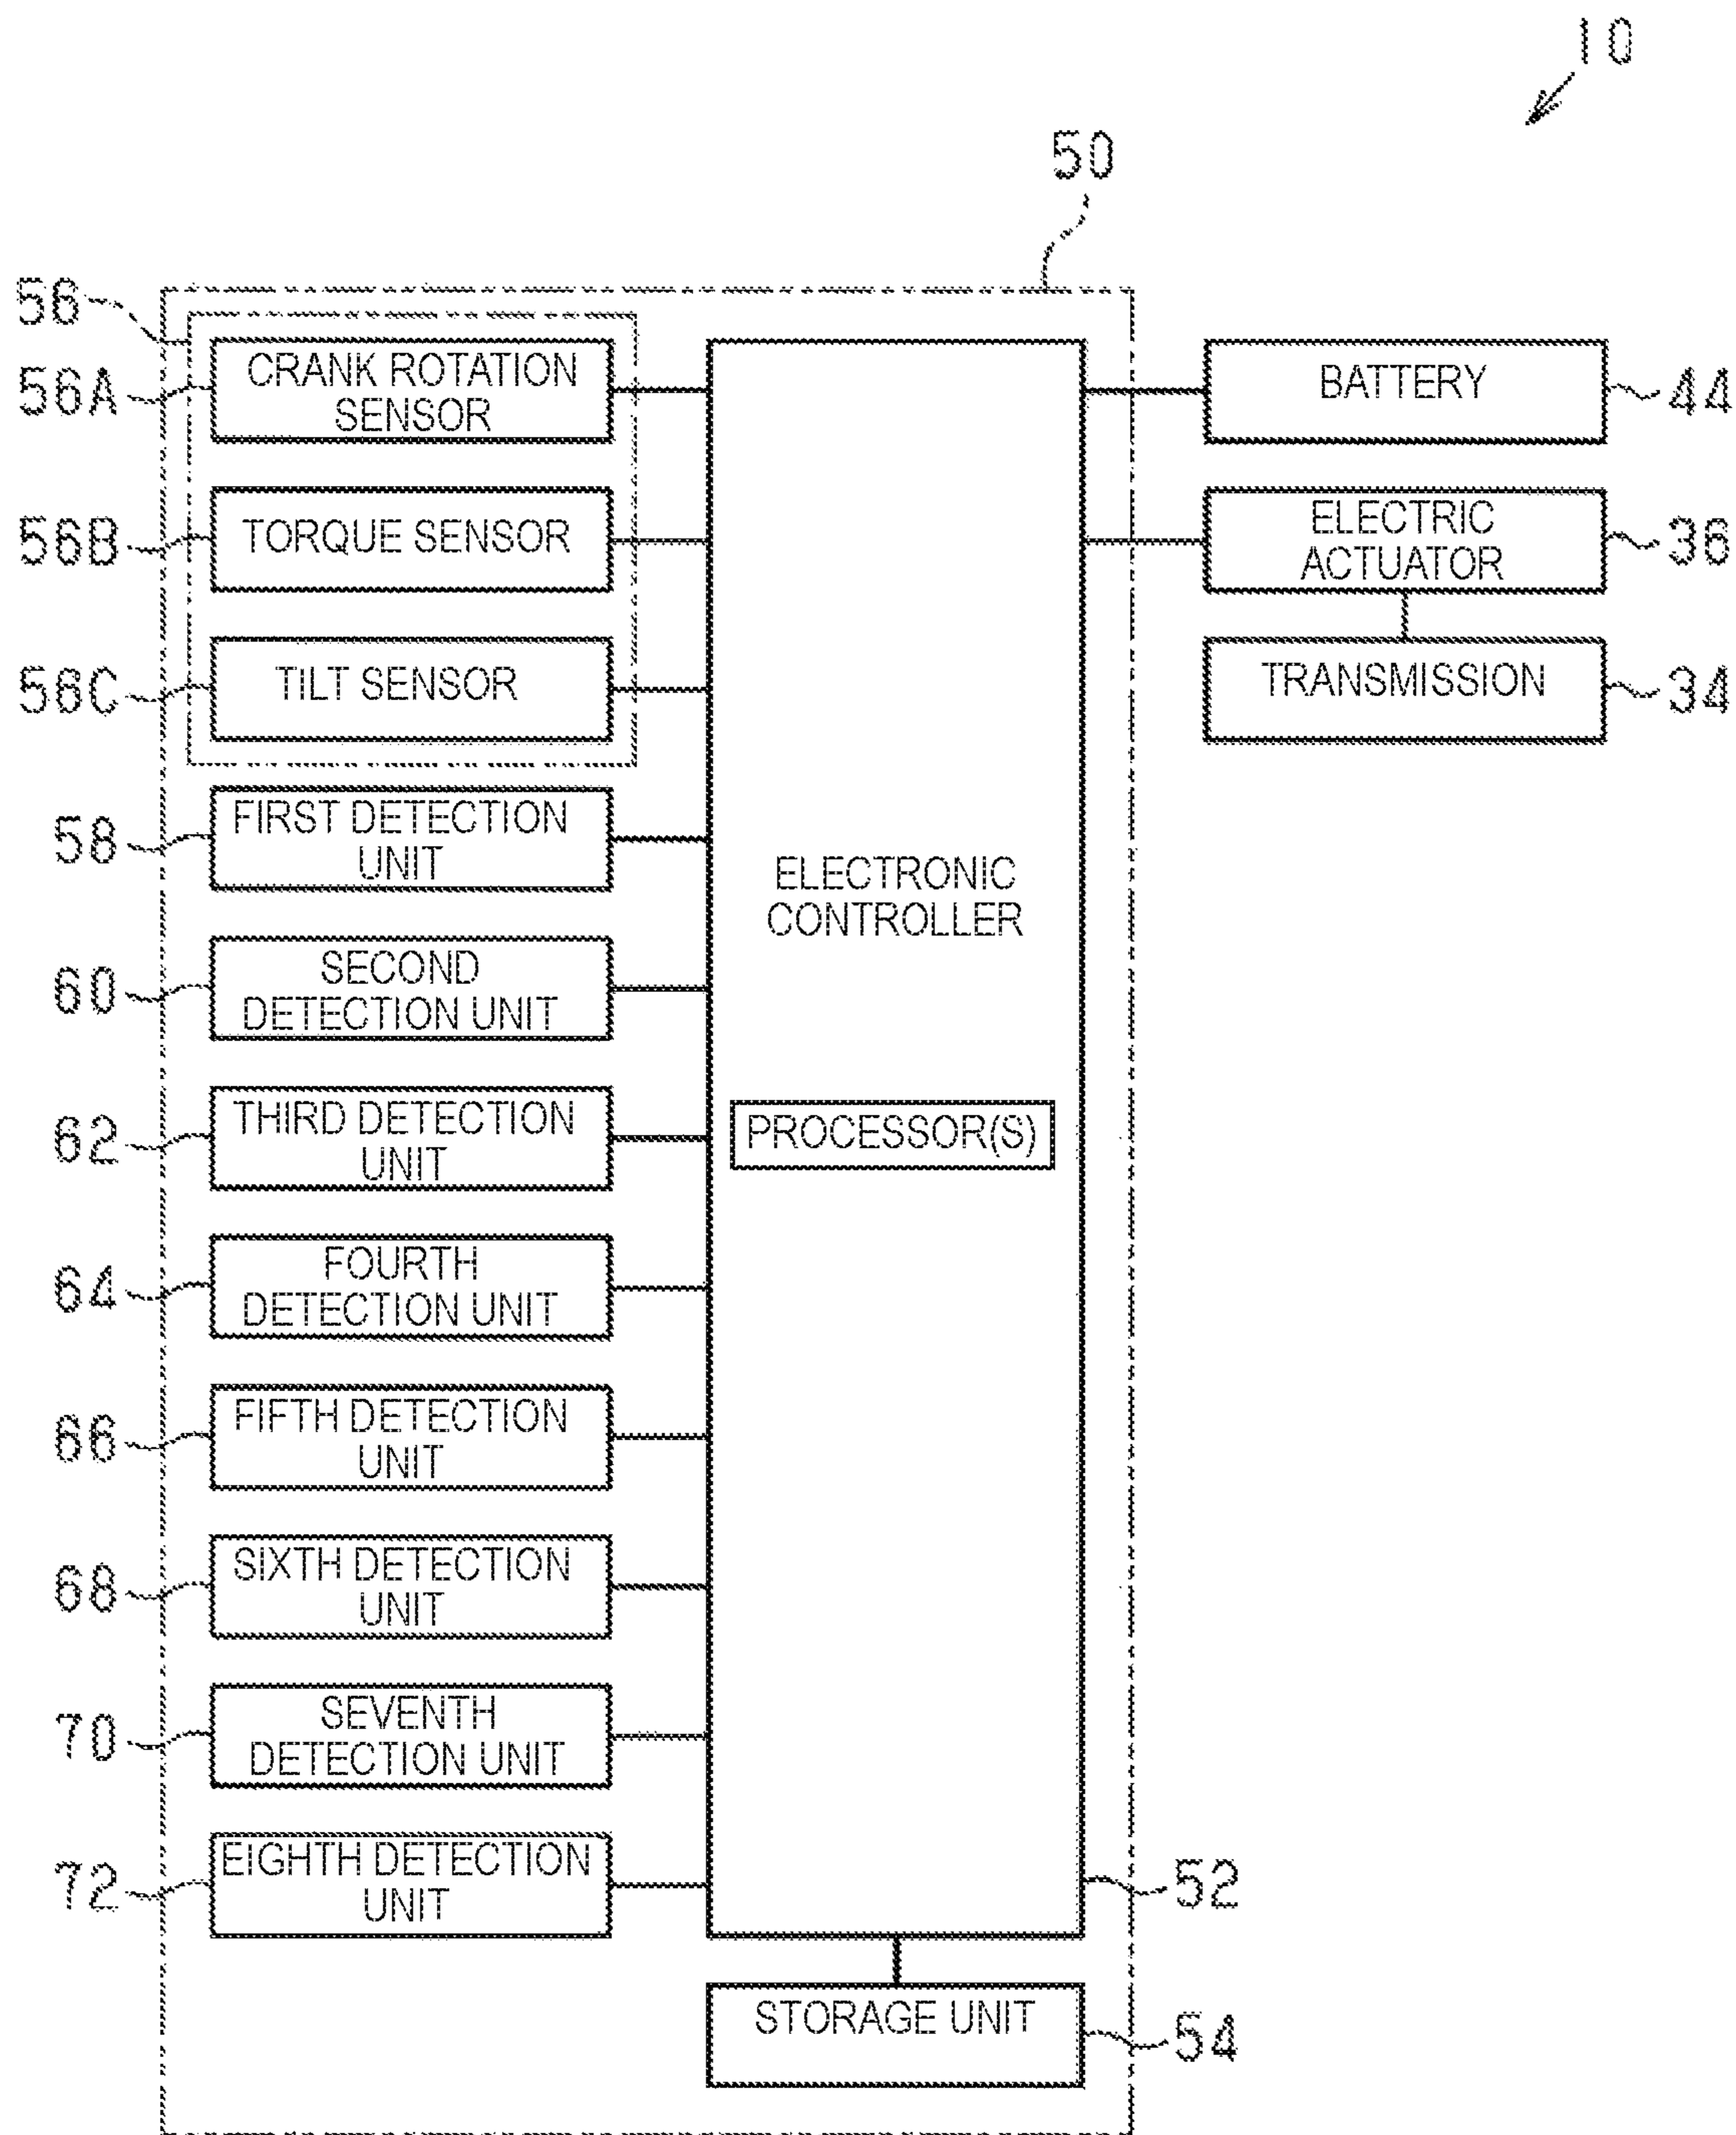 10
50
56
56A
CRANK ROTATION
SENSOR
BATTERY
44
56B
TORQUE SENSOR
ELECTRIC
ACTUATOR
36
56C
TILT SENSOR
TRANSMISSION
34
58
FIRST DETECTION
UNIT
ELECTRONIC
CONTROLLER
60
SECOND
DETECTION UNIT
62
THIRD DETECTION
UNIT
PROCESSOR(S)
64
FOURTH
DETECTION UNIT
66
FIFTH DETECTION
UNIT
68
SIXTH DETECTION
UNIT
70
SEVENTH
DETECTION UNIT
72
EIGHTH DETECTION
UNIT
52
STORAGE UNIT
54